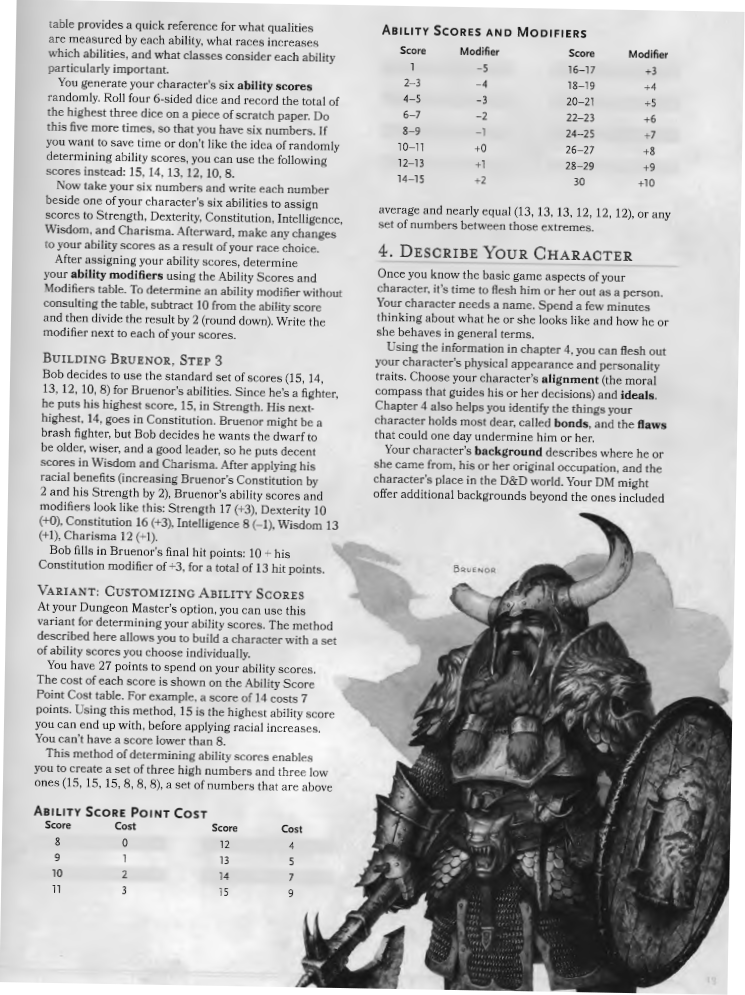 table provides a quick reference for what qualities
are measured by each ability, what races increases
which abilities, and what classes consider each ability
particularly important.
You generate your character's six ability scores
randomly. Roll four 6-sided dice and record the total of
the highest three dice on a piece of scratch paper. Do
this five more times, so that you have six numbers. If
you want to save time or don't like the idea of randomly
determining ability scores, you can use the following
scores instead: 15, 14, 13, 12, 10, 8.
Now take your six numbers and write each number
beside one of your character's six abilities to assign
scores to Strength, Dexterity, Constitution, Intelligence,
Wisdom, and Charisma. Afterward, make any changes
to your ability scores as a result of your race choice.
After assigning your ability scores, determine
your ability modifiers using the Ability Scores and
Modifiers table. To determine an ability modifier without
consulting the table, subtract 10 from the ability score
and then divide the result by 2 (round down). Write the
modifier next to each of your scores.
BUILDING BRUENOR, STEP 3
Bob decides to use the standard set of scores (15, 14,
13, 12, 10, 8) for Bruenor's abilities. Since he's a fighter,
he puts his highest score, 15, in Strength. His next-
highest, 14, goes in Constitution. Bruenor might be a
brash fighter, but Bob decides he wants the dwarf to
be older, wiser, and a good leader, so he puts decent
scores in Wisdom and Charisma. After applying his
racial benefits (increasing Bruenor's Constitution by
2 and his Strength by 2), Bruenor's ability scores and
modifiers look like this: Strength 17 (+3), Dexterity 10
(+0), Constitution 16 (+3), Intelligence 8 (−1), Wisdom 13
(+1), Charisma 12 (+1).
Bob fills in Bruenor's final hit points: 10 + his
Constitution modifier of +3, for a total of 13 hit points.
VARIANT: CUSTOMIZING ABILITY SCORES
At your Dungeon Master's option, you can use this
variant for determining your ability scores. The method
described here allows you to build a character with a set
of ability scores you choose individually.
You have 27 points to spend on your ability scores.
The cost of each score is shown on the Ability Score
Point Cost table. For example, a score of 14 costs 7
points. Using this method, 15 is the highest ability score
you can end up with, before applying racial increases.
You can't have a score lower than 8.
This method of determining ability scores enables
you to create a set of three high numbers and three low
ones (15, 15, 15, 8, 8, 8), a set of numbers that are above
ABILITY SCORE POINT COST
Score Cost Score Cost
8 0 12 4
9 1 13 5
10 2 14 7
11 3 15 9
ABILITY SCORES AND MODIFIERS
Score Modifier Score Modifier
1 −5 16–17 +3
2–3 −4 18–19 +4
4–5 −3 20–21 +5
6–7 −2 22–23 +6
8–9 −1 24–25 +7
10–11 +0 26–27 +8
12–13 +1 28–29 +9
14–15 +2 30 +10
average and nearly equal (13, 13, 13, 12, 12, 12), or any
set of numbers between those extremes.
4. DESCRIBE YOUR CHARACTER
Once you know the basic game aspects of your
character, it's time to flesh him or her out as a person.
Your character needs a name. Spend a few minutes
thinking about what he or she looks like and how he or
she behaves in general terms.
Using the information in chapter 4, you can flesh out
your character's physical appearance and personality
traits. Choose your character's alignment (the moral
compass that guides his or her decisions) and ideals.
Chapter 4 also helps you identify the things your
character holds most dear, called bonds, and the flaws
that could one day undermine him or her.
Your character's background describes where he or
she came from, his or her original occupation, and the
character's place in the D&D world. Your DM might
offer additional backgrounds beyond the ones included
BRUENOR
13